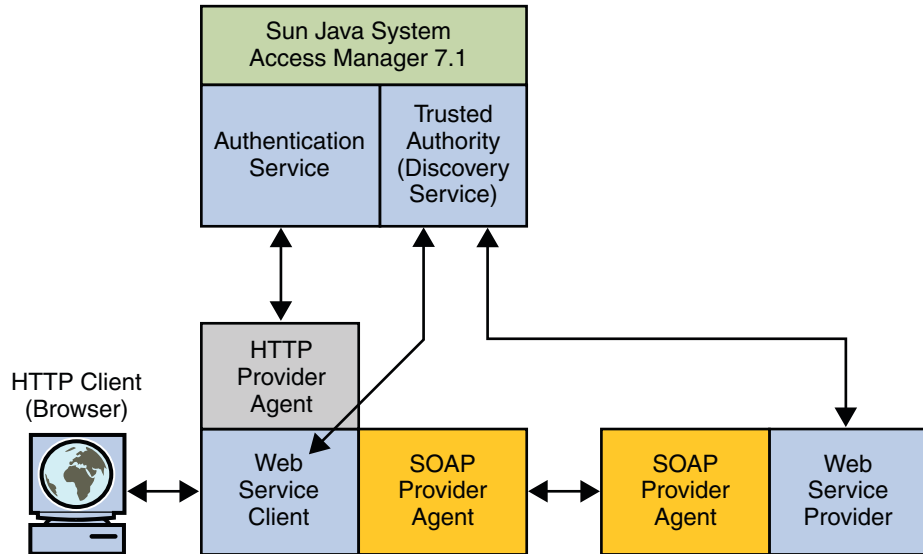 Sun Java System
Access Manager 7.1
Authentication
Service
Trusted
Authority
(Discovery
Service)
HTTP
Provider
Agent
HTTP Client
(Browser)
Web
Service
Client
SOAP
Provider
Agent
SOAP
Provider
Agent
Web
Service
Provider